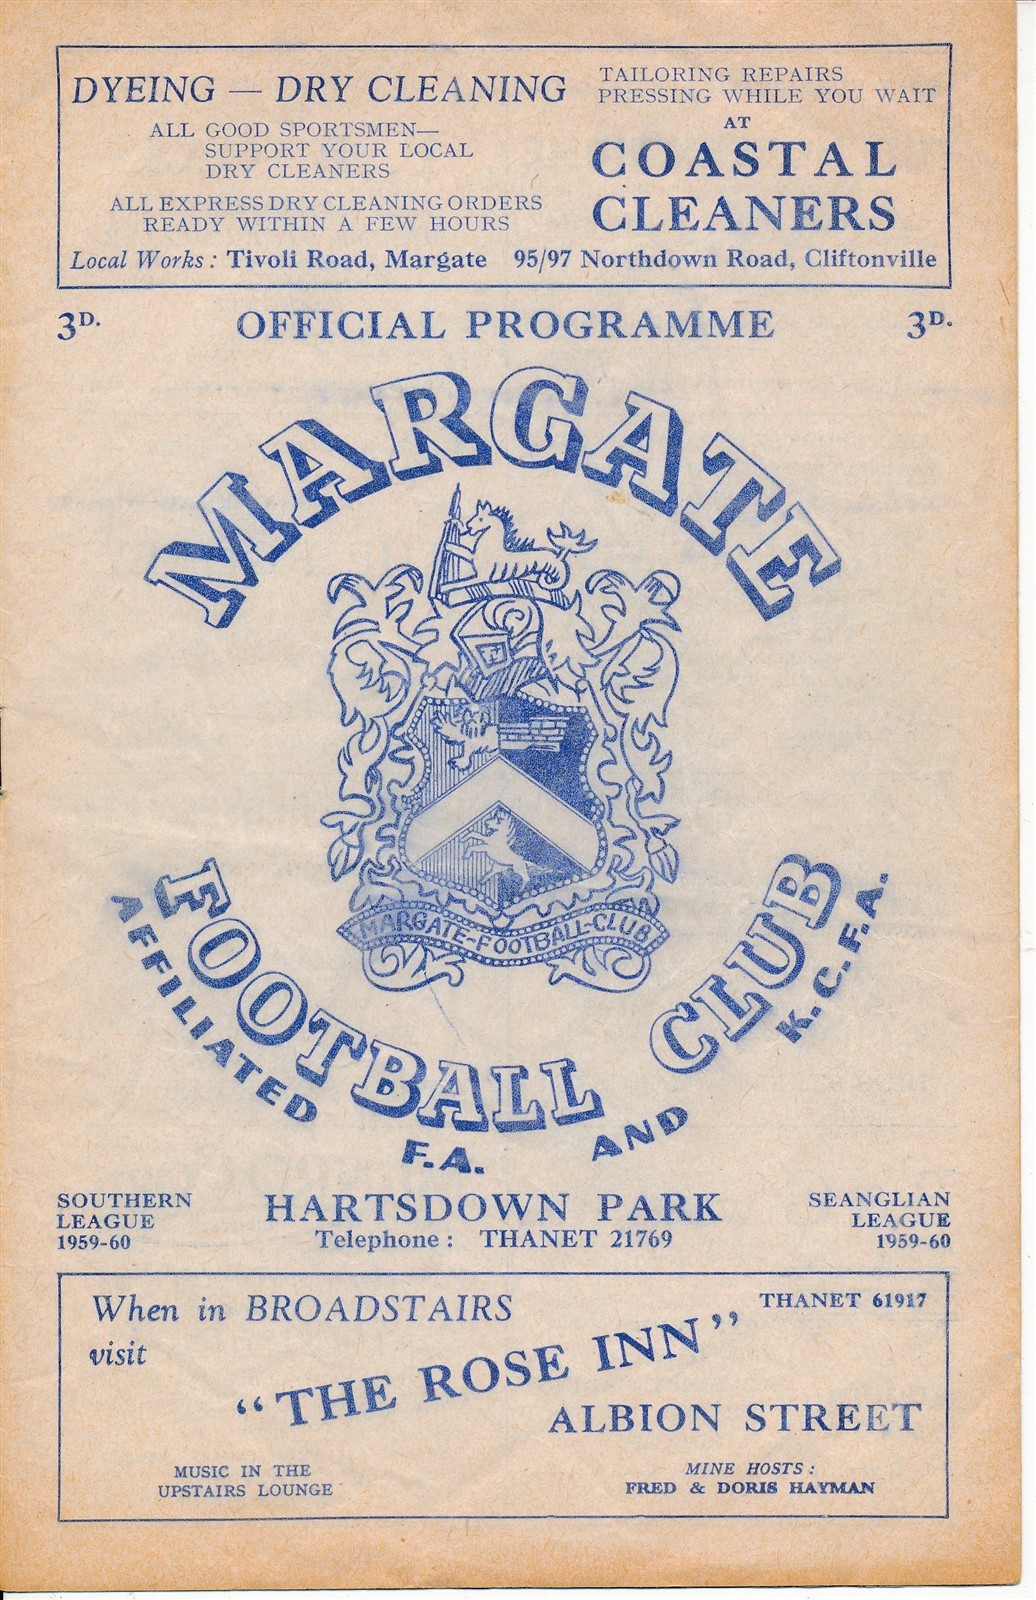 DYEING — DRY CLEANING
ALL GOOD SPORTSMEN—
SUPPORT YOUR LOCAL
DRY CLEANERS
ALL EXPRESS DRY CLEANING ORDERS
READY WITHIN A FEW HOURS
TAILORING REPAIRS
PRESSING WHILE YOU WAIT
AT
COASTAL
CLEANERS
Local Works : Tivoli Road, Margate 95/97 Northdown Road, Cliftonville
3D. OFFICIAL PROGRAMME 3D.
MARGATE
MARGATE-FOOTBALL-CLUB
FOOTBALL CLUB
AFFILIATED F.A. AND K.C.F.A.
SOUTHERN
LEAGUE
1959-60
HARTSDOWN PARK
Telephone : THANET 21769
SEANGLIAN
LEAGUE
1959-60
When in BROADSTAIRS
visit
THANET 61917
"THE ROSE INN"
ALBION STREET
MUSIC IN THE
UPSTAIRS LOUNGE
MINE HOSTS :
FRED & DORIS HAYMAN